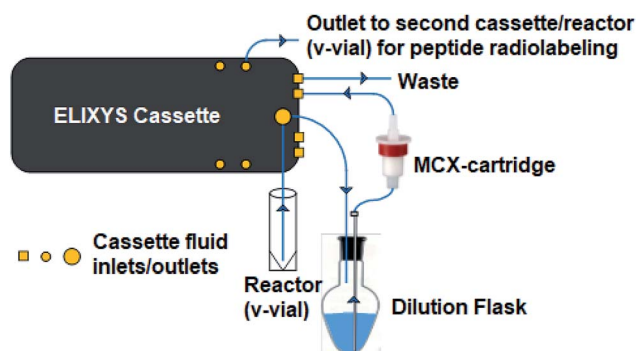 Outlet to second cassette/reactor
(v-vial) for peptide radiolabeling
Waste
ELIXYS Cassette
MCX-cartridge
Cassette fluid
inlets/outlets
Reactor
(v-vial)
Dilution Flask